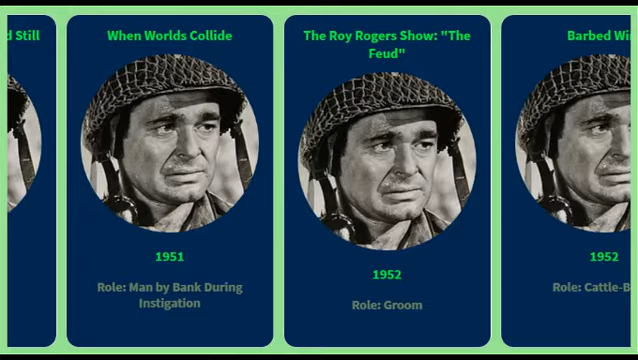 d Still
When Worlds Collide
1951
Role: Man by Bank During
Instigation
The Roy Rogers Show: "The
Feud"
1952
Role: Groom
Barbed Wi
1952
Role: Cattle-B